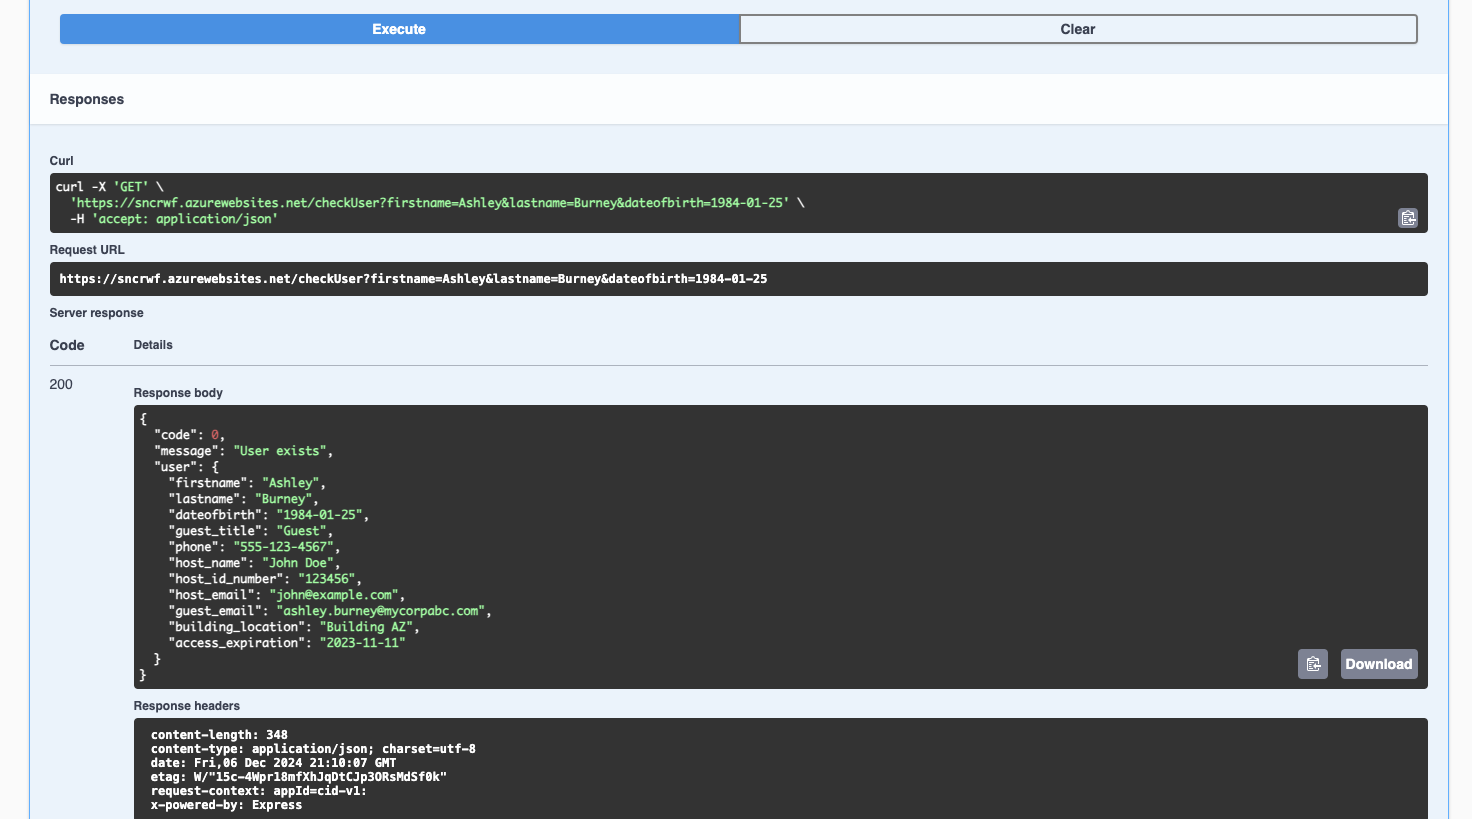 Execute
Clear
Responses
Curl
curl -X 'GET' \
'https://sncrwf.azurewebsites.net/checkUser?firstname=Ashley&lastname=Burney&dateofbirth=1984-01-25' \
-H 'accept: application/json'
Request URL
https://sncrwf.azurewebsites.net/checkUser?firstname=Ashley&lastname=Burney&dateofbirth=1984-01-25
Server response
Code
Details
200
Response body
{
"code": 0,
"message": "User exists",
"user": {
"firstname": "Ashley",
"lastname": "Burney",
"dateofbirth": "1984-01-25",
"guest_title": "Guest",
"phone": "555-123-4567",
"host_name": "John Doe",
"host_id_number": "123456",
"host_email": "john@example.com",
"guest_email": "ashley.burney@mycorpabc.com",
"building_location": "Building AZ",
"access_expiration": "2023-11-11"
}
}
Download
Response headers
content-length: 348
content-type: application/json; charset=utf-8
date: Fri,06 Dec 2024 21:10:07 GMT
etag: W/"15c-4Wpr18mfXhJqDtCJp3ORsMdSf0k"
request-context: appId=cid-v1:
x-powered-by: Express